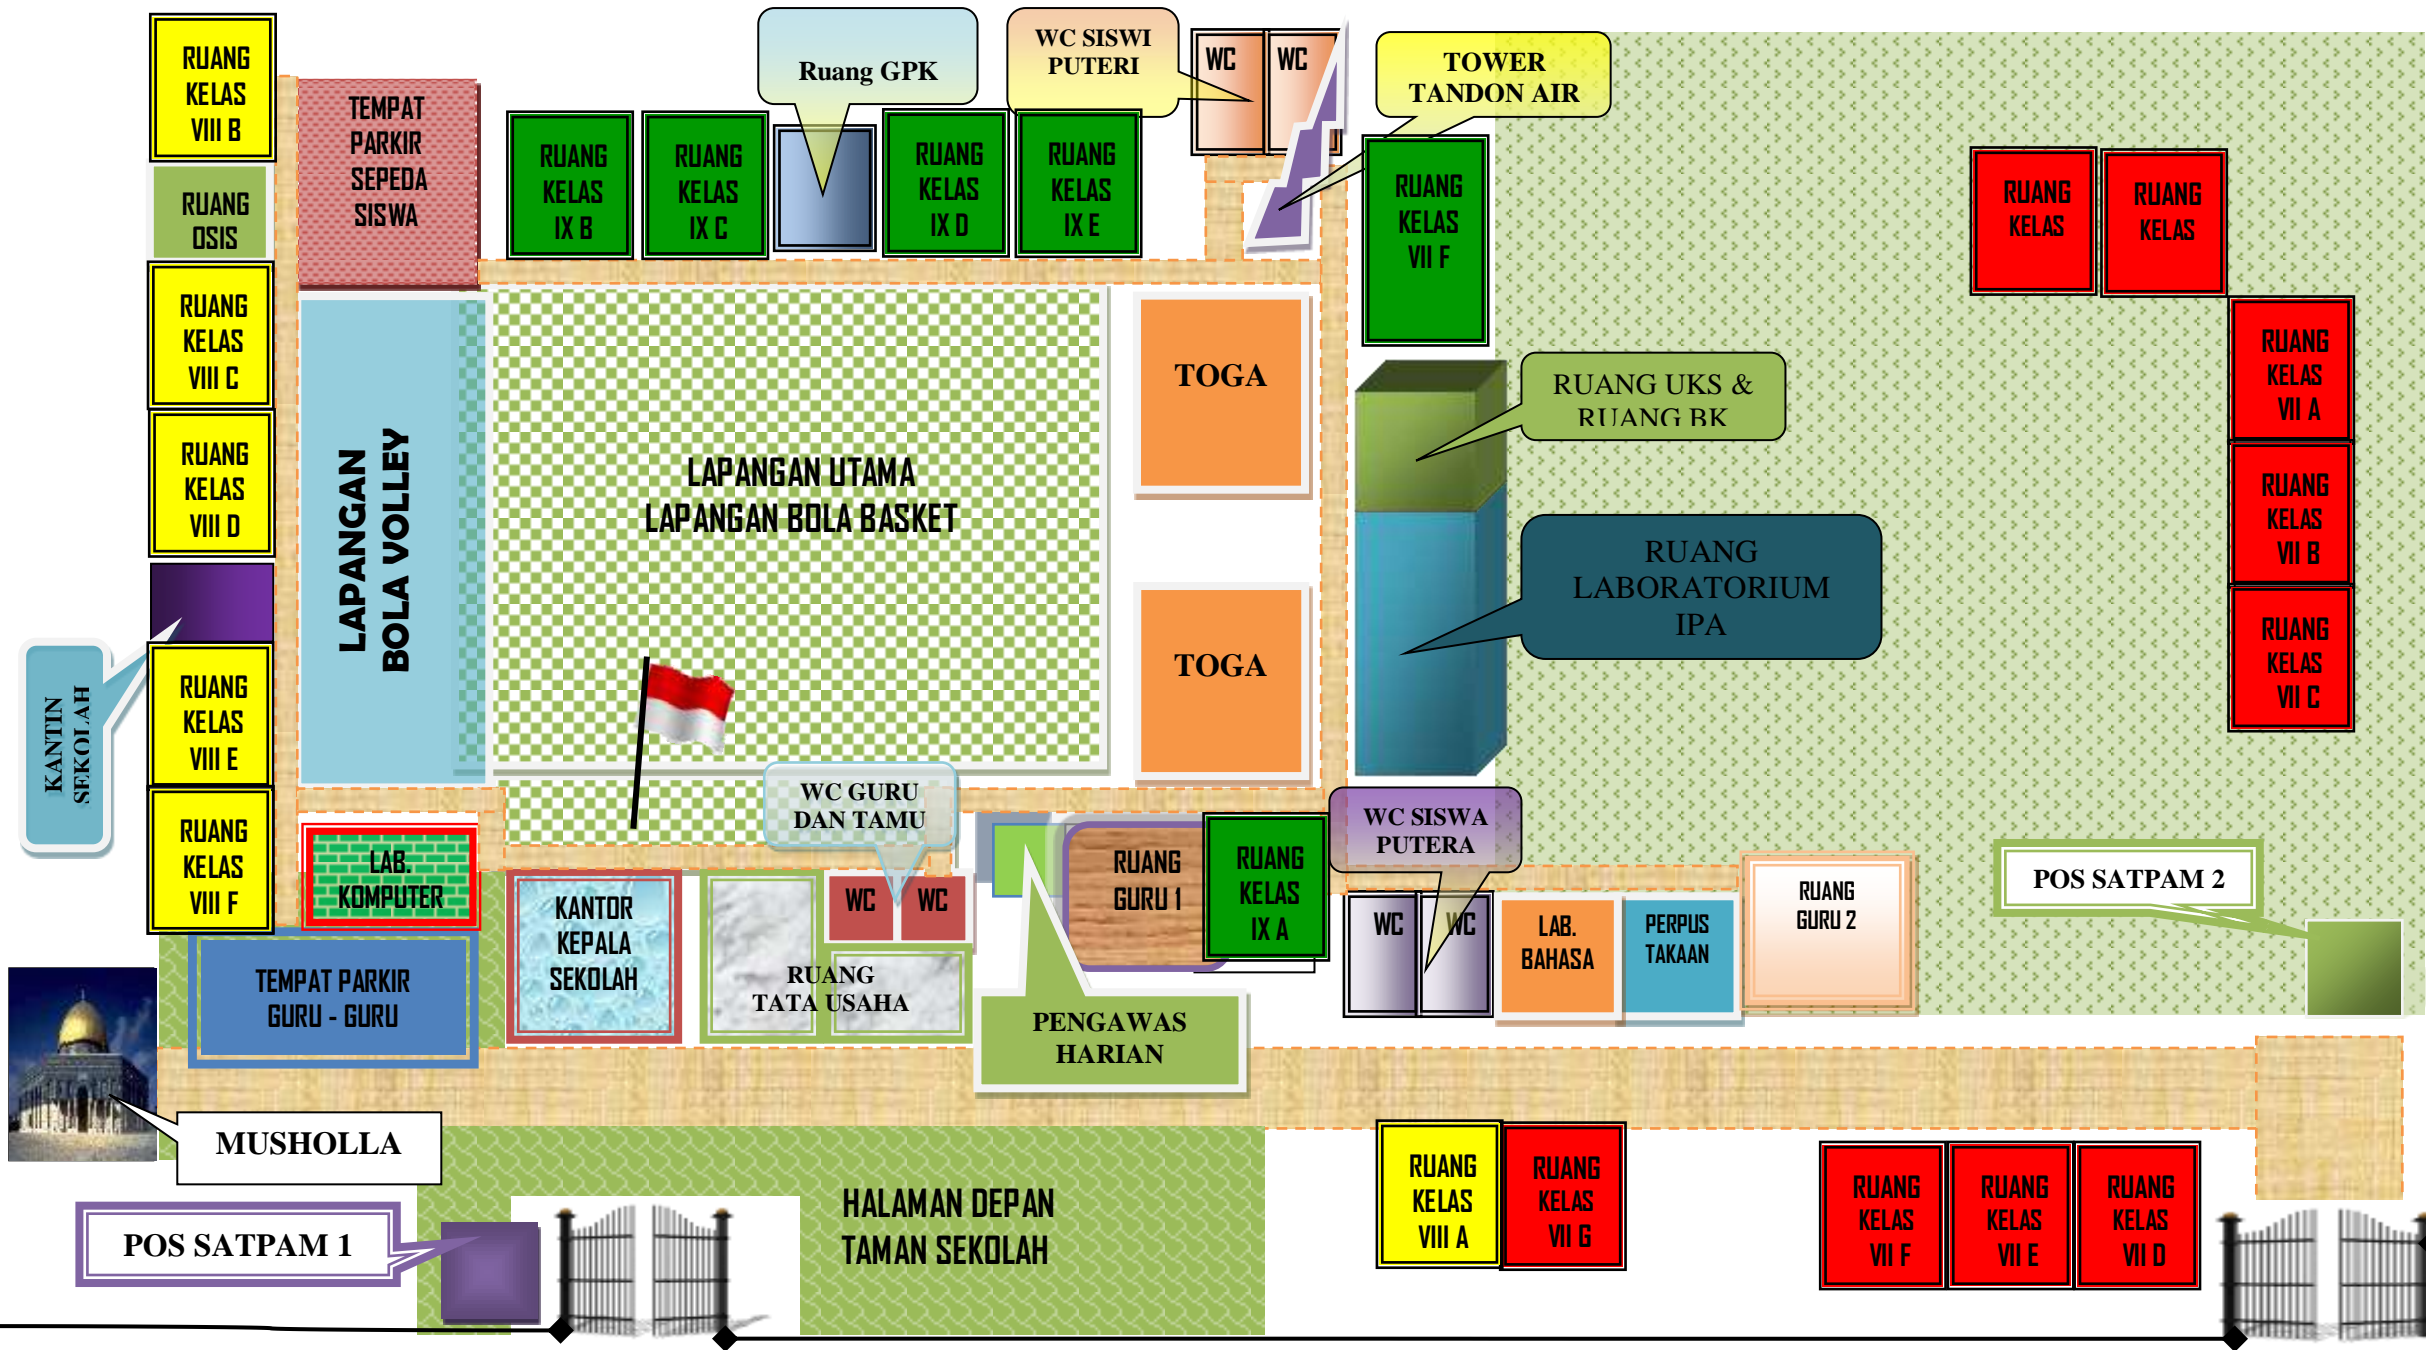 RUANG
KELAS
VIII B
RUANG
OSIS
RUANG
KELAS
VIII C
RUANG
KELAS
VIII D
KANTIN
SEKOLAH
RUANG
KELAS
VIII E
RUANG
KELAS
VIII F
TEMPAT
PARKIR
SEPEDA
SISWA
LAPANGAN
BOLA VOLLEY
RUANG
KELAS
IX B
RUANG
KELAS
IX C
Ruang GPK
RUANG
KELAS
IX D
RUANG
KELAS
IX E
WC SISWI
PUTERI
WC
WC
TOWER
TANDON AIR
RUANG
KELAS
VII F
LAPANGAN UTAMA
LAPANGAN BOLA BASKET
TOGA
TOGA
RUANG UKS &
RUANG BK
RUANG
LABORATORIUM
IPA
RUANG
KELAS
RUANG
KELAS
RUANG
KELAS
VII A
RUANG
KELAS
VII B
RUANG
KELAS
VII C
LAB.
KOMPUTER
TEMPAT PARKIR
GURU - GURU
KANTOR
KEPALA
SEKOLAH
WC GURU
DAN TAMU
WC
WC
RUANG
TATA USAHA
PENGAWAS
HARIAN
RUANG
GURU 1
RUANG
KELAS
IX A
WC SISWA
PUTERA
WC
WC
LAB.
BAHASA
PERPUS
TAKAAN
RUANG
GURU 2
POS SATPAM 2
MUSHOLLA
POS SATPAM 1
HALAMAN DEPAN
TAMAN SEKOLAH
RUANG
KELAS
VIII A
RUANG
KELAS
VII G
RUANG
KELAS
VII F
RUANG
KELAS
VII E
RUANG
KELAS
VII D